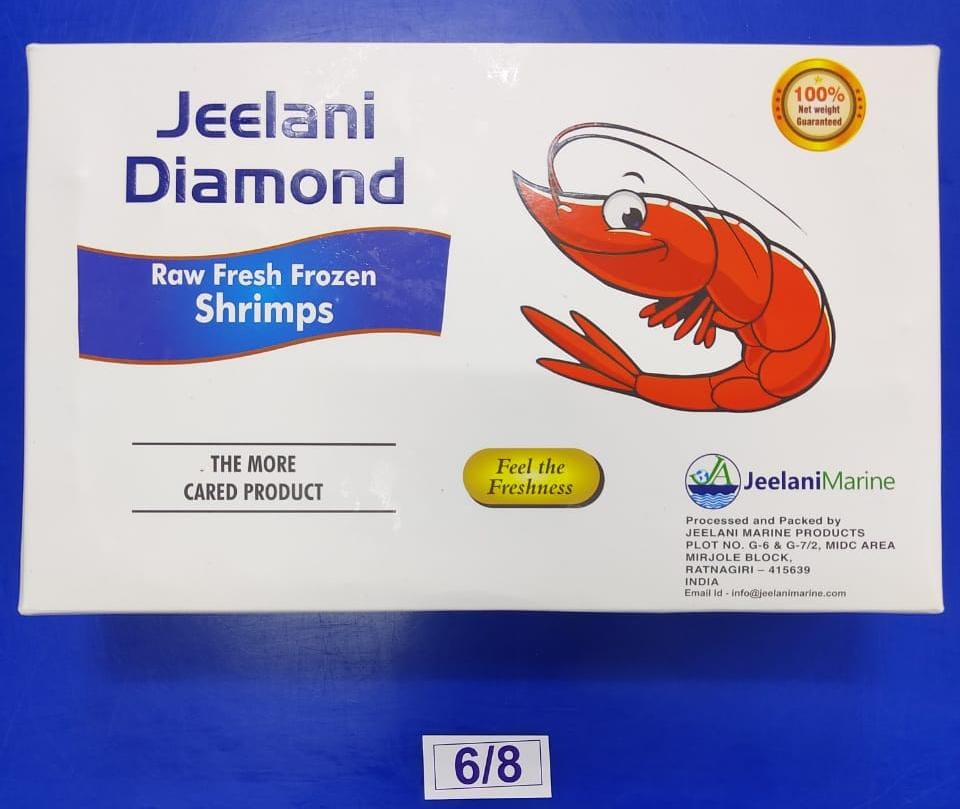 Jeelani
Diamond
100%
Net weight
Guaranteed
Raw Fresh Frozen
Shrimps
THE MORE
CARED PRODUCT
Feel the
Freshness
JA
JeelaniMarine
Processed and Packed by
JEELANI MARINE PRODUCTS
PLOT NO. G-6 & G-7/2, MIDC AREA
MIRJOLE BLOCK,
RATNAGIRI – 415639
INDIA
Email Id - info@jeelanimarine.com
6/8